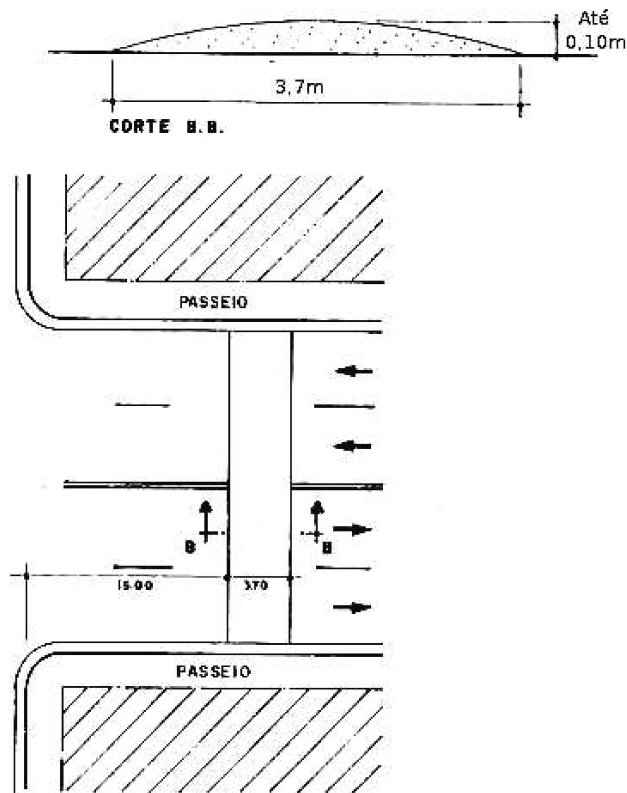 Até
0,10m
3,7m
CORTE B.B.
PASSEIO
B B
15.00 3.70
PASSEIO